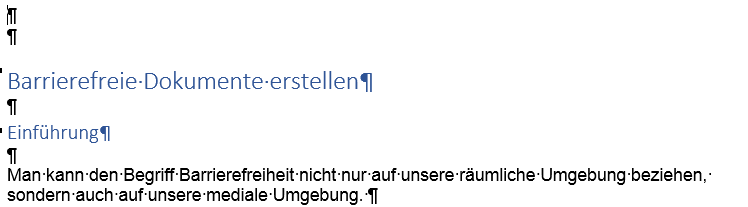 ¶
¶
Barrierefreie·Dokumente·erstellen¶
¶
Einführung¶
¶
Man·kann·den·Begriff·Barrierefreiheit·nicht·nur·auf·unsere·räumliche·Umgebung·beziehen,·
sondern·auch·auf·unsere·mediale·Umgebung.·¶